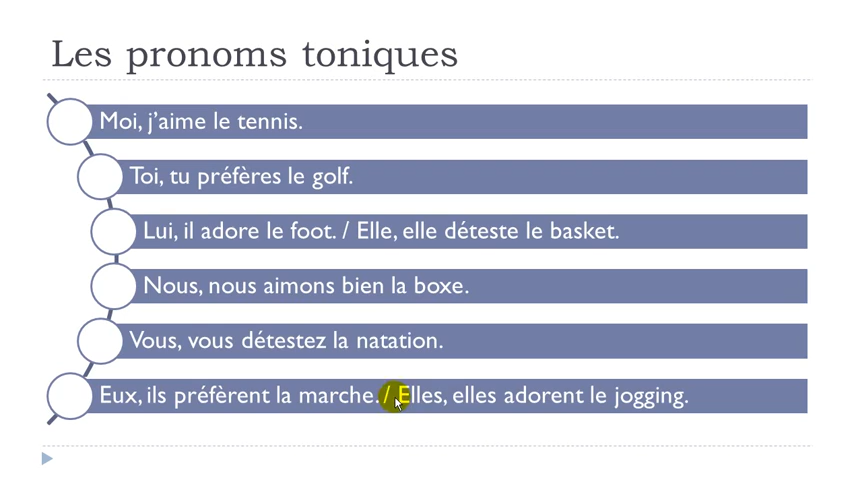 Les pronoms toniques
Moi, j’aime le tennis.
Toi, tu préfères le golf.
Lui, il adore le foot. / Elle, elle déteste le basket.
Nous, nous aimons bien la boxe.
Vous, vous détestez la natation.
Eux, ils préfèrent la marche. / Elles, elles adorent le jogging.